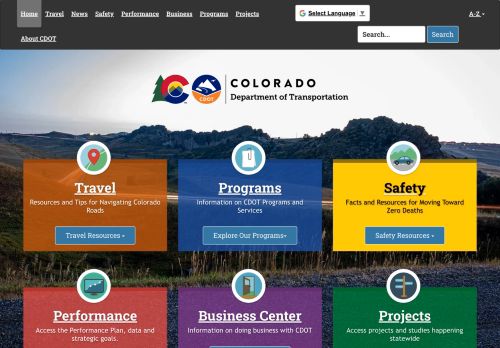 Home Travel News Safety Performance Business Programs Projects
About CDOT
G Select Language ▼
A-Z
Search... Search
CDOT
COLORADO
Department of Transportation
Travel
Resources and Tips for Navigating Colorado
Roads
Travel Resources »
Programs
Information on CDOT Programs and
Services
Explore Our Programs»
Safety
Facts and Resources for Moving Toward
Zero Deaths
Safety Resources »
Performance
Access the Performance Plan, data and
strategic goals.
Business Center
Information on doing business with CDOT
Projects
Access projects and studies happening
statewide